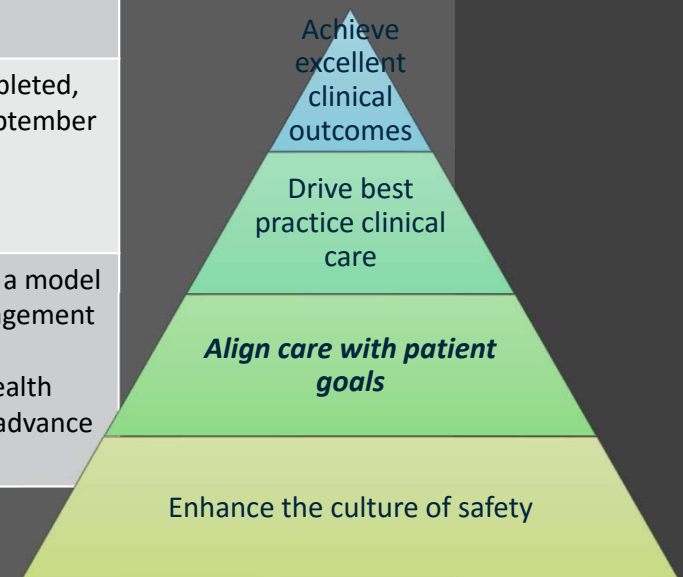 pleted,
ptember
a model
gement
ealth
advance
Achieve
excellent
clinical
outcomes
Drive best
practice clinical
care
Align care with patient
goals
Enhance the culture of safety